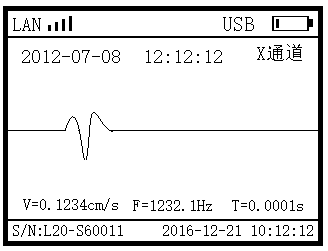 LAN USB
2012-07-08 12:12:12 X通道
V=0.1234cm/s F=1232.1Hz T=0.0001s
S/N:L20-S60011 2016-12-21 10:12:12